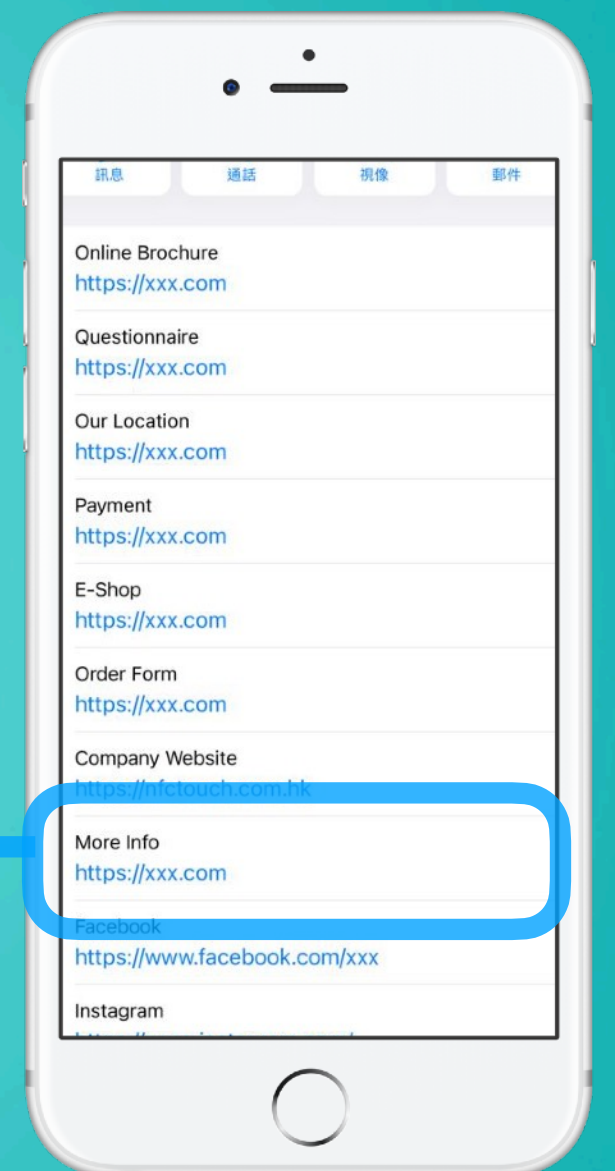 訊息
通話
視像
郵件
Online Brochure
https://xxx.com
Questionnaire
https://xxx.com
Our Location
https://xxx.com
Payment
https://xxx.com
E-Shop
https://xxx.com
Order Form
https://xxx.com
Company Website
https://nfctouch.com.hk
More Info
https://xxx.com
Facebook
https://www.facebook.com/xxx
Instagram